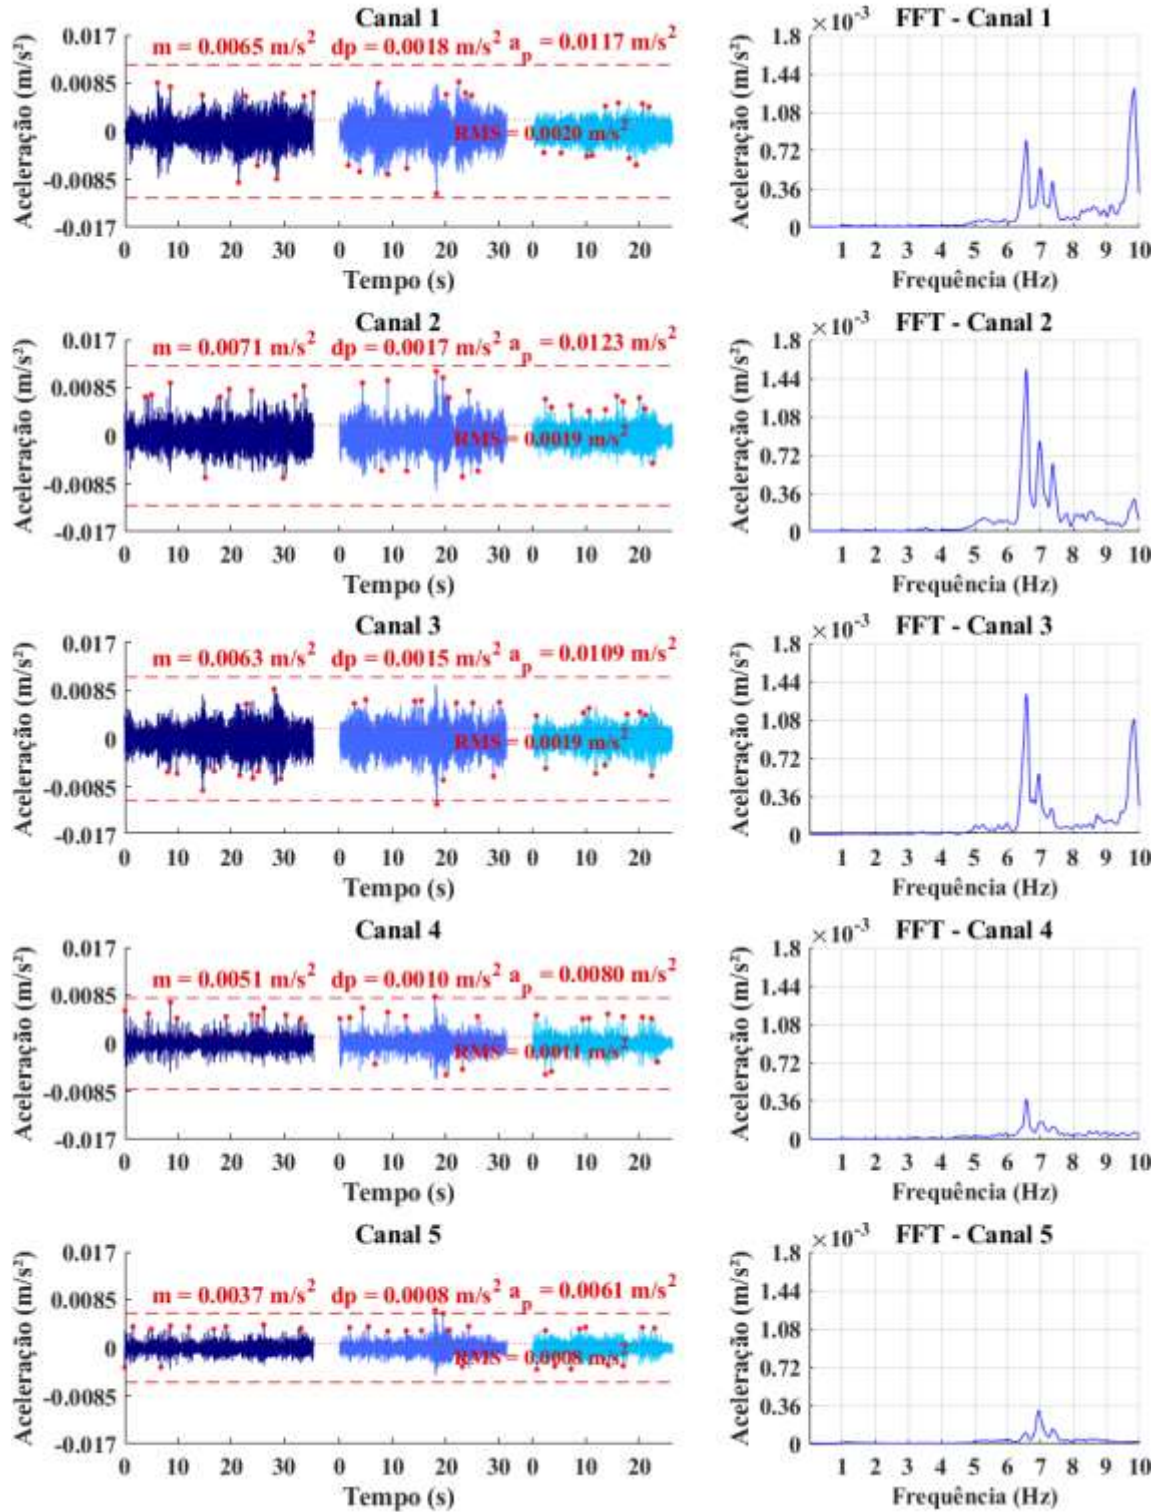 Canal 1
m = 0.0065 m/s² dp = 0.0018 m/s² a_p = 0.0117 m/s²
Aceleração (m/s²)
0.017
0.0085
0
-0.0085
-0.017
RMS = 0.0020 m/s²
0 10 20 30 0 10 20 30 0 10 20
Tempo (s)
FFT - Canal 1
×10⁻³
Aceleração (m/s²)
1.8
1.44
1.08
0.72
0.36
0
1 2 3 4 5 6 7 8 9 10
Frequência (Hz)
Canal 2
m = 0.0071 m/s² dp = 0.0017 m/s² a_p = 0.0123 m/s²
Aceleração (m/s²)
0.017
0.0085
0
-0.0085
-0.017
RMS = 0.0019 m/s²
0 10 20 30 0 10 20 30 0 10 20
Tempo (s)
FFT - Canal 2
×10⁻³
Aceleração (m/s²)
1.8
1.44
1.08
0.72
0.36
0
1 2 3 4 5 6 7 8 9 10
Frequência (Hz)
Canal 3
m = 0.0063 m/s² dp = 0.0015 m/s² a_p = 0.0109 m/s²
Aceleração (m/s²)
0.017
0.0085
0
-0.0085
-0.017
RMS = 0.0019 m/s²
0 10 20 30 0 10 20 30 0 10 20
Tempo (s)
FFT - Canal 3
×10⁻³
Aceleração (m/s²)
1.8
1.44
1.08
0.72
0.36
0
1 2 3 4 5 6 7 8 9 10
Frequência (Hz)
Canal 4
m = 0.0051 m/s² dp = 0.0010 m/s² a_p = 0.0080 m/s²
Aceleração (m/s²)
0.017
0.0085
0
-0.0085
-0.017
RMS = 0.0011 m/s²
0 10 20 30 0 10 20 30 0 10 20
Tempo (s)
FFT - Canal 4
×10⁻³
Aceleração (m/s²)
1.8
1.44
1.08
0.72
0.36
0
1 2 3 4 5 6 7 8 9 10
Frequência (Hz)
Canal 5
m = 0.0037 m/s² dp = 0.0008 m/s² a_p = 0.0061 m/s²
Aceleração (m/s²)
0.017
0.0085
0
-0.0085
-0.017
RMS = 0.0008 m/s²
0 10 20 30 0 10 20 30 0 10 20
Tempo (s)
FFT - Canal 5
×10⁻³
Aceleração (m/s²)
1.8
1.44
1.08
0.72
0.36
0
1 2 3 4 5 6 7 8 9 10
Frequência (Hz)